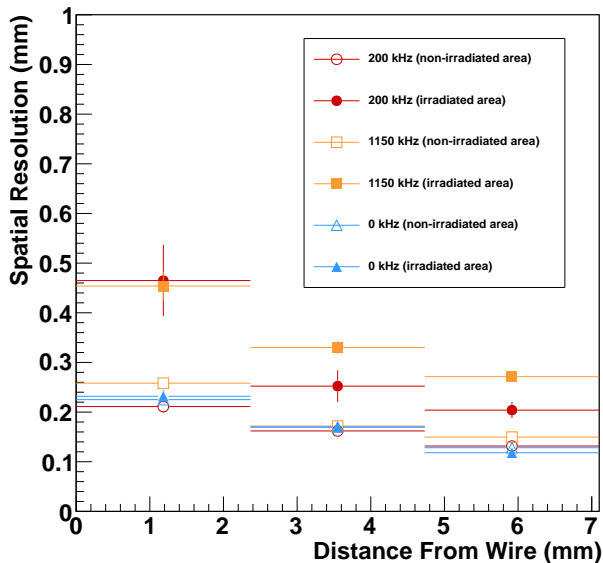 Spatial Resolution (mm)
1
0.9
0.8
0.7
0.6
0.5
0.4
0.3
0.2
0.1
0
200 kHz (non-irradiated area)
200 kHz (irradiated area)
1150 kHz (non-irradiated area)
1150 kHz (irradiated area)
0 kHz (non-irradiated area)
0 kHz (irradiated area)
0 1 2 3 4 5 6 7
Distance From Wire (mm)